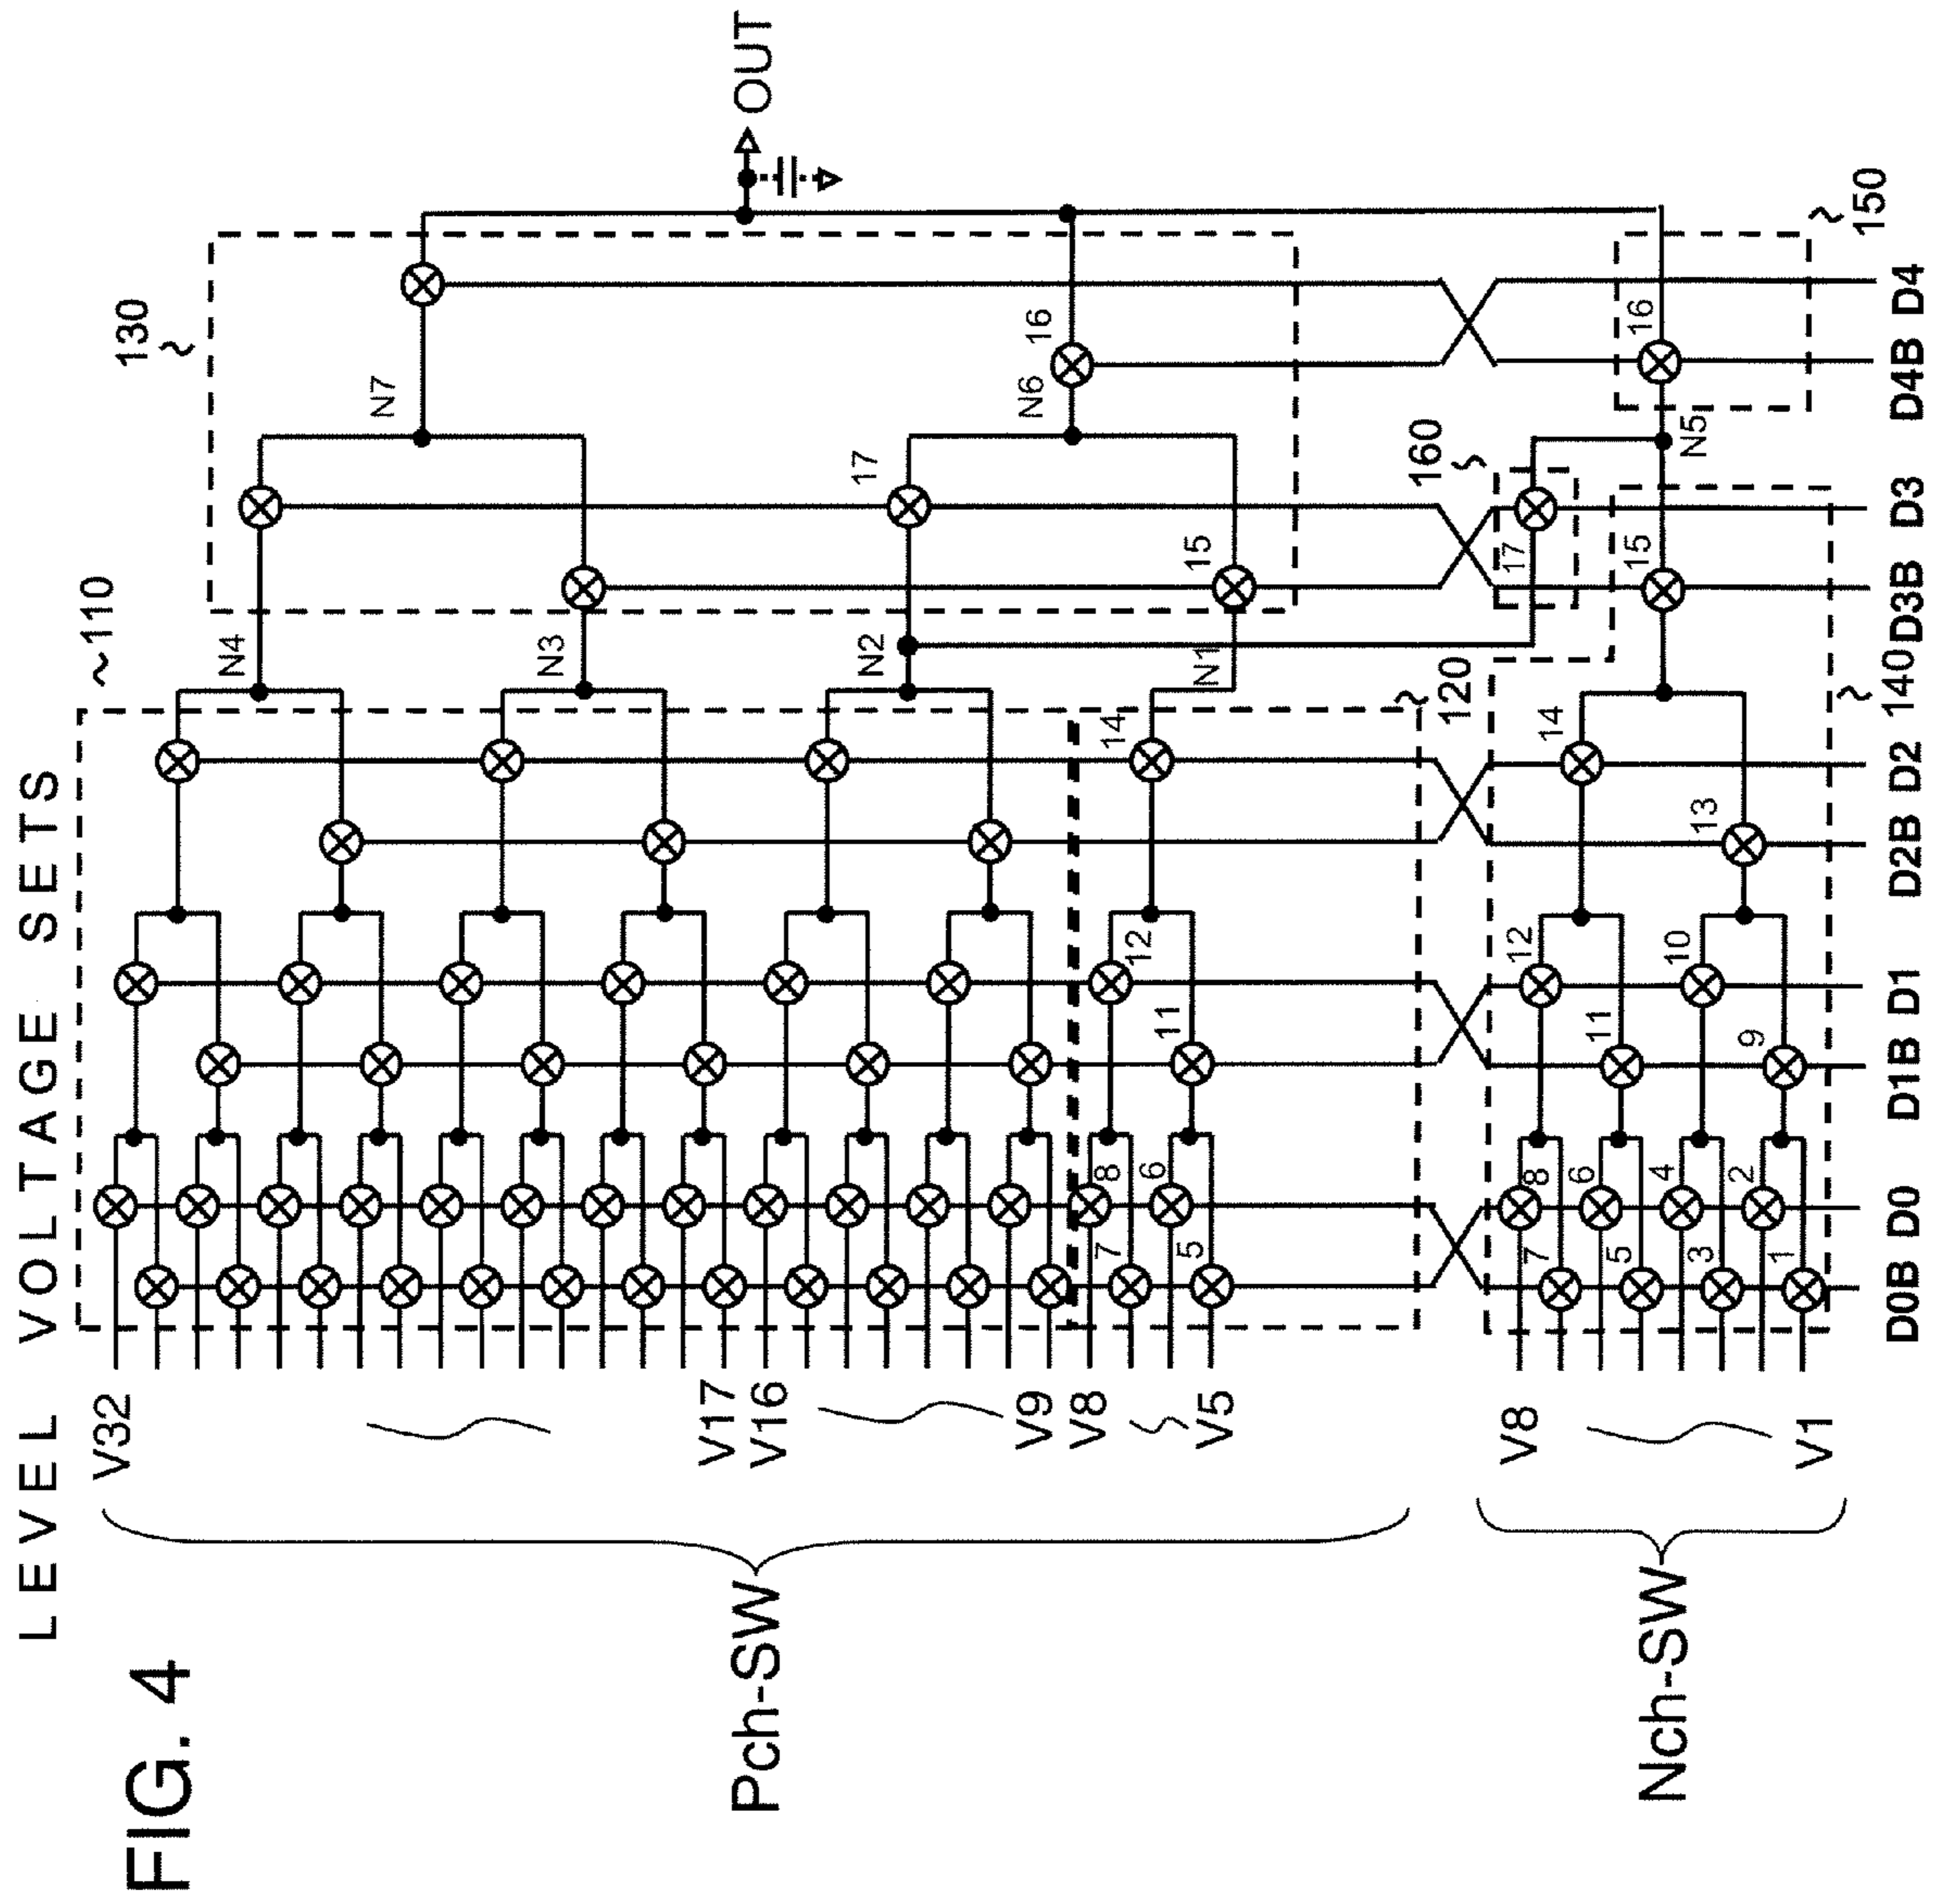 FIG. 4
LEVEL VOLTAGE SETS
V32
V17
V16
V9
V8
V5
V8
V1
Pch-SW
Nch-SW
110
120
130
140
150
160
N4
N3
N2
N1
N7
N6
N5
OUT
17
16
15
14
12
11
8
7
6
5
17
16
15
14
13
12
11
10
9
8
7
6
5
4
3
2
1
D0B D0
D1B D1
D2B D2
D3B D3
D4B D4